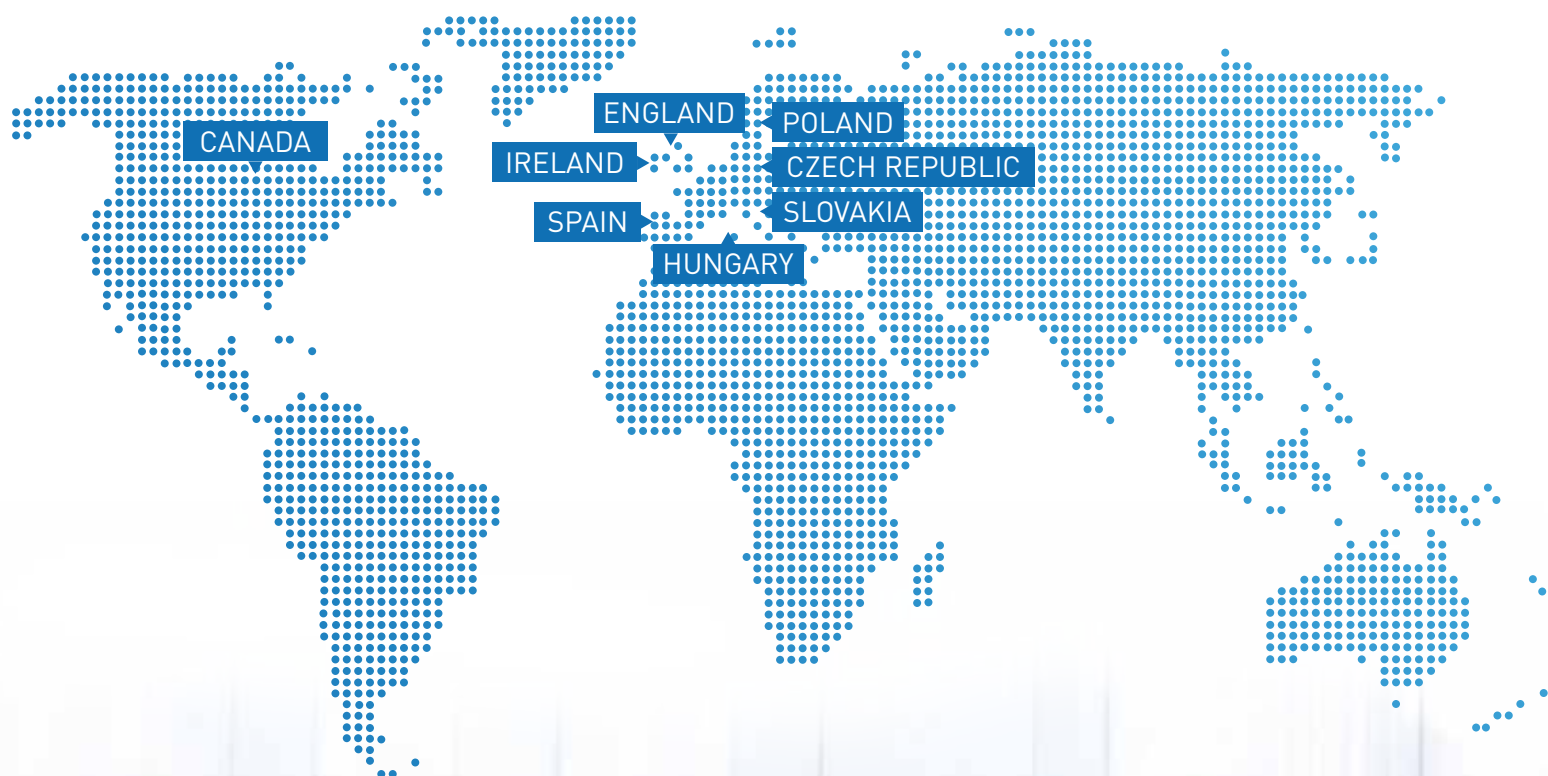 ENGLAND
POLAND
CANADA
IRELAND
CZECH REPUBLIC
SPAIN
SLOVAKIA
HUNGARY